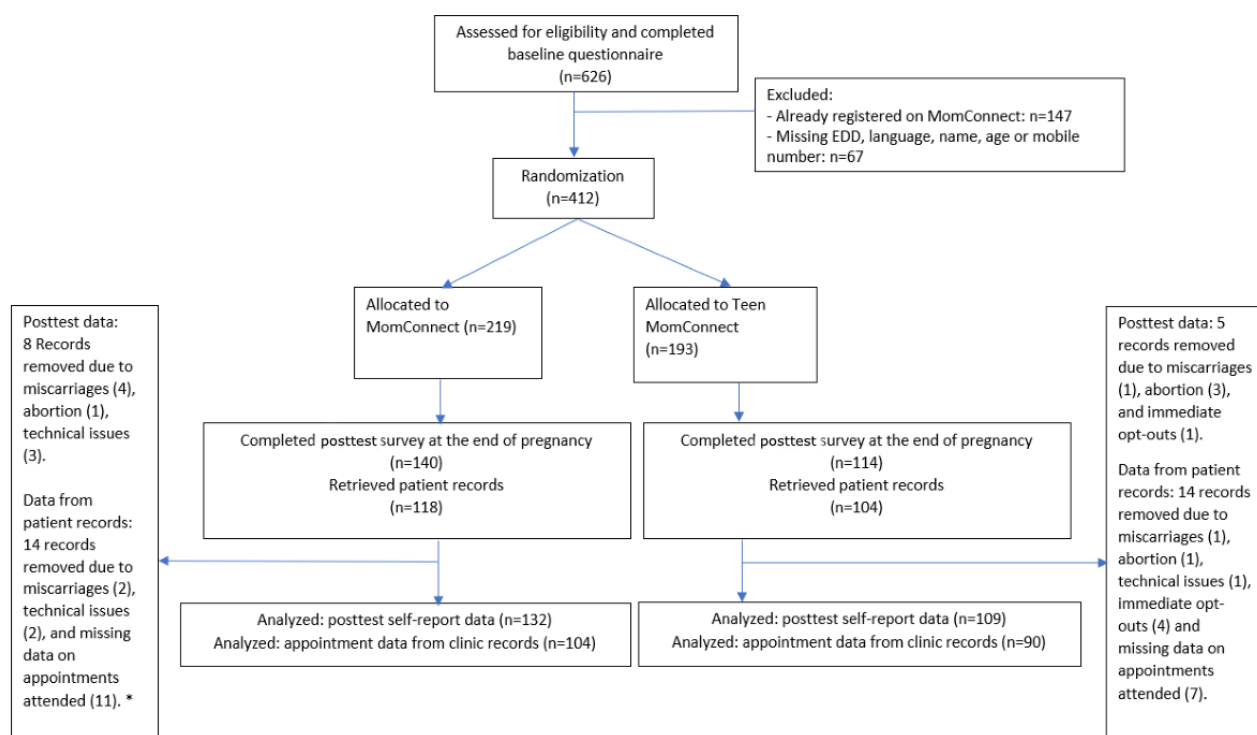 Assessed for eligibility and completed
baseline questionnaire
(n=626)
Excluded:
- Already registered on MomConnect: n=147
- Missing EDD, language, name, age or mobile
number: n=67
Randomization
(n=412)
Allocated to
MomConnect (n=219)
Allocated to Teen
MomConnect
(n=193)
Posttest data:
8 Records
removed due to
miscarriages (4),
abortion (1),
technical issues
(3).
Data from
patient records:
14 records
removed due to
miscarriages (2),
technical issues
(2), and missing
data on
appointments
attended (11). *
Completed posttest survey at the end of pregnancy
(n=140)
Retrieved patient records
(n=118)
Completed posttest survey at the end of pregnancy
(n=114)
Retrieved patient records
(n=104)
Posttest data: 5
records removed
due to
miscarriages
(1), abortion (3),
and immediate
opt-outs (1).
Data from patient
records: 14 records
removed due to
miscarriages (1),
abortion (1),
technical issues (1),
immediate opt-
outs (4) and
missing data on
appointments
attended (7).
Analyzed: posttest self-report data (n=132)
Analyzed: appointment data from clinic records (n=104)
Analyzed: posttest self-report data (n=109)
Analyzed: appointment data from clinic records (n=90)